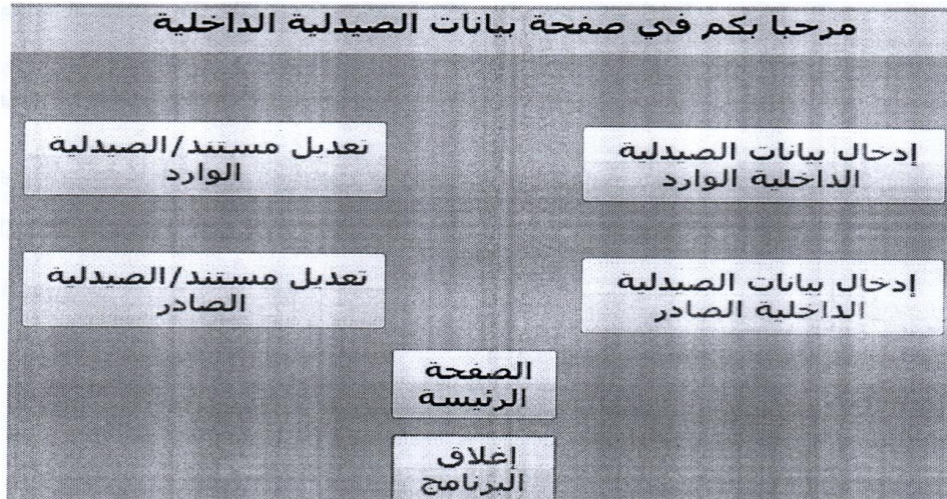 مرحبا بكم في صفحة بيانات الصيدلية الداخلية
إدخال بيانات الصيدلية
الداخلية الوارد
تعديل مستند/الصيدلية
الوارد
إدخال بيانات الصيدلية
الداخلية الصادر
تعديل مستند/الصيدلية
الصادر
الصفحة
الرئيسة
إغلاق
البرنامج